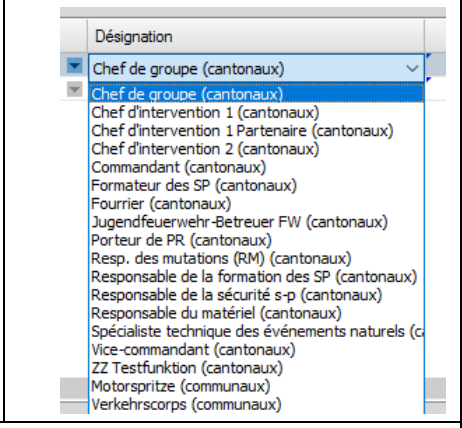 Désignation
Chef de groupe (cantonaux)
Chef de groupe (cantonaux)
Chef d'intervention 1 (cantonaux)
Chef d'intervention 1 Partenaire (cantonaux)
Chef d'intervention 2 (cantonaux)
Commandant (cantonaux)
Formateur des SP (cantonaux)
Fourrier (cantonaux)
Jugendfeuerwehr-Betreuer FW (cantonaux)
Porteur de PR (cantonaux)
Resp. des mutations (RM) (cantonaux)
Responsable de la formation des SP (cantonaux)
Responsable de la sécurité s-p (cantonaux)
Responsable du matériel (cantonaux)
Spécialiste technique des événements naturels (ca
Vice-commandant (cantonaux)
ZZ Testfunktion (cantonaux)
Motorspritze (communaux)
Verkehrscorps (communaux)